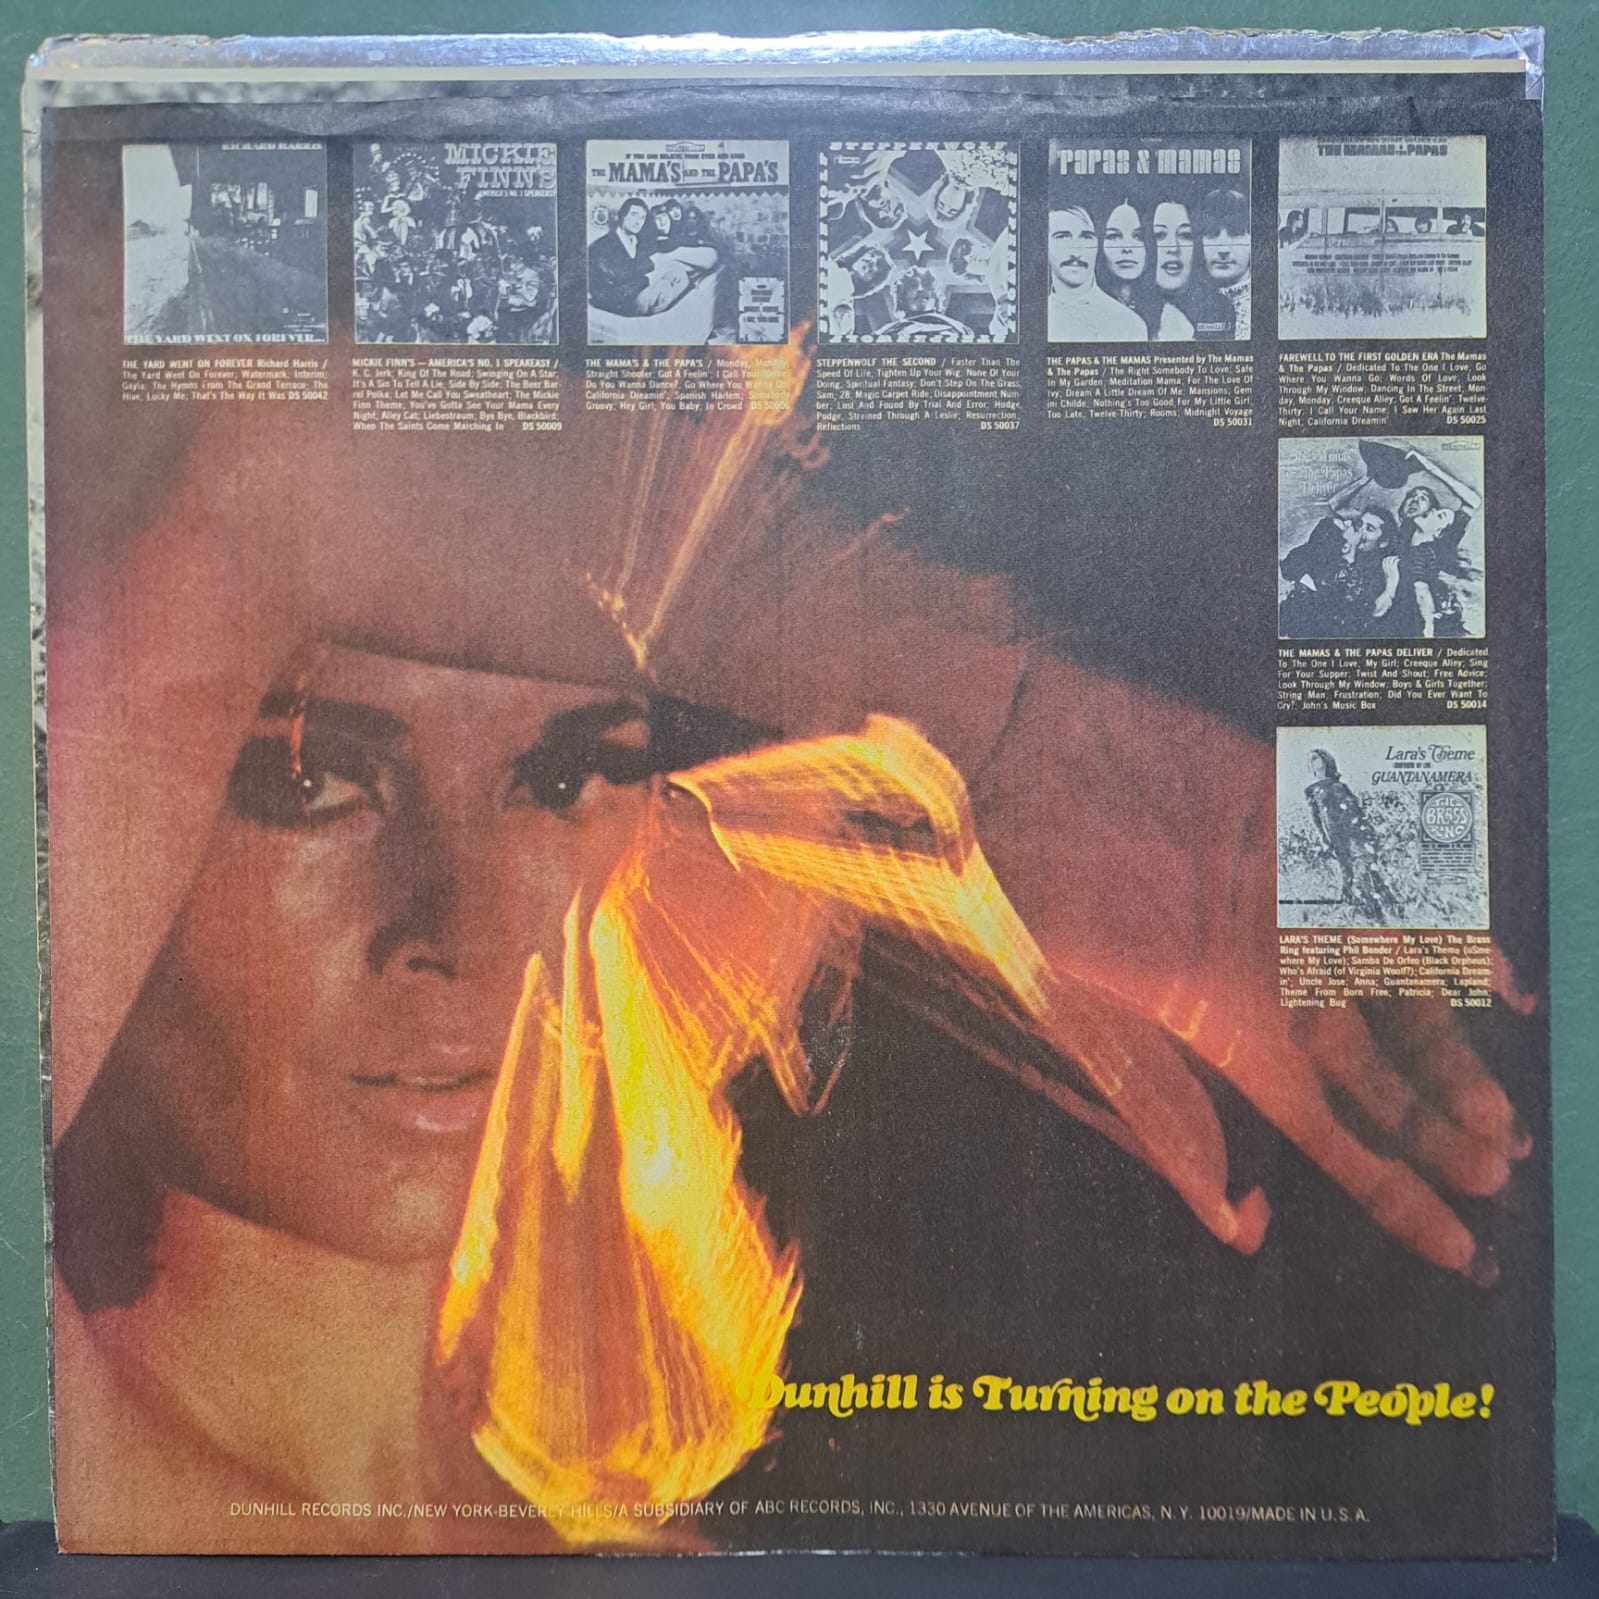 RICHARD HARRIS
THE YARD WENT ON FOREVER...
THE YARD WENT ON FOREVER Richard Harris /
The Yard Went On Forever; Watermark; Interim;
Gayla; The Hymns From The Grand Terrace; The
Hive; Lucky Me; That's The Way It Was DS 50042
MICKIE
FINN'S
AMERICA'S NO. 1 SPEAKEASY
MICKIE FINN'S — AMERICA'S NO. 1 SPEAKEASY /
K. C. Jerk; King Of The Road; Swinging On A Star;
It's A Sin To Tell A Lie; Side By Side; The Beer Bar
rel Polka; Let Me Call You Sweetheart; The Mickie
Finn Theme; You've Gotta See Your Mama Every
Night; Alley Cat; Liebestraum; Bye Bye, Blackbird;
When The Saints Come Marching In DS 50009
IF YOU CAN BELIEVE YOUR EYES AND EARS
THE MAMA'S AND THE PAPA'S
THE MAMA'S & THE PAPA'S / Monday, Monday
Straight Shooter; Got A Feelin'; I Call Your Name
Do You Wanna Dance?; Go Where You Wanna Go
California Dreamin'; Spanish Harlem; Somebody
Groovy; Hey Girl; You Baby; In Crowd DS 50006
STEPPENWOLF
STEPPENWOLF THE SECOND / Faster Than The
Speed Of Life; Tighten Up Your Wig; None Of Your
Doing; Spiritual Fantasy; Don't Step On The Grass,
Sam; 28; Magic Carpet Ride; Disappointment Num
ber; Lost And Found By Trial And Error; Hodge,
Podge, Strained Through A Leslie; Resurrection;
Reflections DS 50037
PAPAS & MAMAS
THE PAPAS & THE MAMAS Presented by The Mamas
& The Papas / The Right Somebody To Love; Safe
In My Garden; Meditation Mama; For The Love Of
Ivy; Dream A Little Dream Of Me; Mansions; Gem
ini Childe; Nothing's Too Good For My Little Girl;
Too Late; Twelve-Thirty; Rooms; Midnight Voyage
DS 50031
THE MAMAS & THE PAPAS
FAREWELL TO THE FIRST GOLDEN ERA The Mamas
& The Papas / Dedicated To The One I Love; Go
Where You Wanna Go; Words Of Love; Look
Through My Window; Dancing In The Street; Mon-
day, Monday; Creeque Alley; Got A Feelin'; Twelve-
Thirty; I Call Your Name; I Saw Her Again Last
Night; California Dreamin' DS 50025
The Mamas
The Papas
Deliver
THE MAMAS & THE PAPAS DELIVER / Dedicated
To The One I Love; My Girl; Creeque Alley; Sing
For Your Supper; Twist And Shout; Free Advice;
Look Through My Window; Boys & Girls Together;
String Man; Frustration; Did You Ever Want To
Cry?; John's Music Box DS 50014
Lara's Theme
GUANTANAMERA
THE
BRASS
RING
LARA'S THEME (Somewhere My Love) The Brass
Ring featuring Phil Bonder / Lara's Theme (oSme-
where My Love); Samba De Orfeo (Black Orpheus);
Who's Afraid (of Virginia Woolf?); California Dream-
in'; Uncle Jose; Anna; Guantanamera; Lapland;
Theme From Born Free; Patricia; Dear John;
Lightening Bug DS 50012
Dunhill is Turning on the People!
DUNHILL RECORDS INC./NEW YORK-BEVERLY HILLS/A SUBSIDIARY OF ABC RECORDS, INC., 1330 AVENUE OF THE AMERICAS, N.Y. 10019/MADE IN U.S.A.